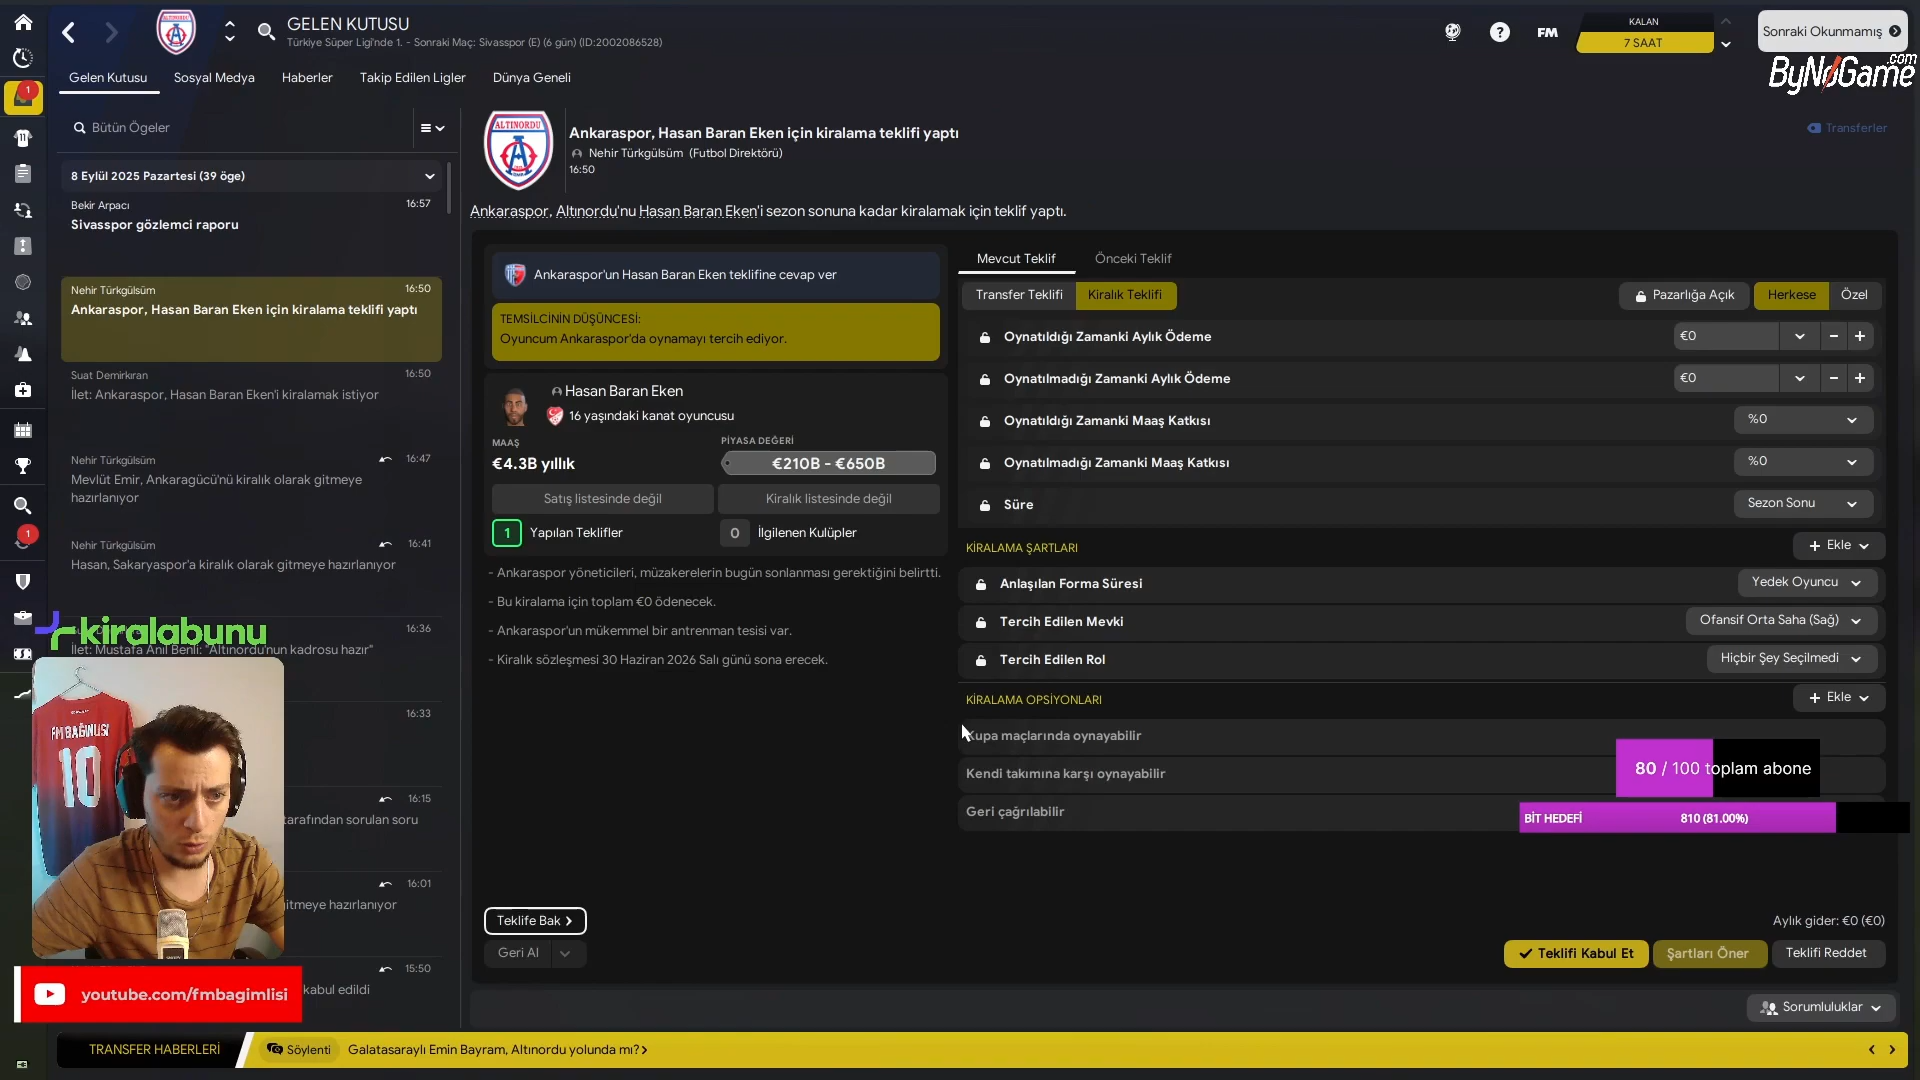 GELEN KUTUSU
Türkiye Süper Ligi'nde 1. - Sonraki Maç: Sivasspor (E) (6 gün) (ID:2002086528)
FM
KALAN
7 SAAT
Sonraki Okunmamış
ByNoGame.com
Gelen Kutusu
Sosyal Medya
Haberler
Takip Edilen Ligler
Dünya Geneli
1
11
1
Bütün Ögeler
8 Eylül 2025 Pazartesi (39 öge)
Bekir Arpacı
16:57
Sivasspor gözlemci raporu
Nehir Türkgülsüm
16:50
Ankaraspor, Hasan Baran Eken için kiralama teklifi yaptı
Suat Demirkıran
16:50
İlet: Ankaraspor, Hasan Baran Eken'i kiralamak istiyor
Nehir Türkgülsüm
16:47
Mevlüt Emir, Ankaragücü'nü kiralık olarak gitmeye
hazırlanıyor
Nehir Türkgülsüm
16:41
Hasan, Sakaryaspor'a kiralık olarak gitmeye hazırlanıyor
16:36
kiralabunu
İlet: Mustafa Anıl Benli: "Altınordu'nun kadrosu hazır"
16:33
16:15
tarafından sorulan soru
16:01
gitmeye hazırlanıyor
15:50
kabul edildi
FM BAĞIMLISI
10
youtube.com/fmbagimlisi
ALTINORDU
Ankaraspor, Hasan Baran Eken için kiralama teklifi yaptı
Nehir Türkgülsüm (Futbol Direktörü)
16:50
Transferler
Ankaraspor, Altınordu'nu Hasan Baran Eken'i sezon sonuna kadar kiralamak için teklif yaptı.
Ankaraspor'un Hasan Baran Eken teklifine cevap ver
TEMSİLCİNİN DÜŞÜNCESİ:
Oyuncum Ankaraspor'da oynamayı tercih ediyor.
Hasan Baran Eken
16 yaşındaki kanat oyuncusu
MAAŞ
€4.3B yıllık
PİYASA DEĞERİ
€210B - €650B
Satış listesinde değil
Kiralık listesinde değil
1 Yapılan Teklifler
0 İlgilenen Kulüpler
- Ankaraspor yöneticileri, müzakerelerin bugün sonlanması gerektiğini belirtti.
- Bu kiralama için toplam €0 ödenecek.
- Ankaraspor'un mükemmel bir antrenman tesisi var.
- Kiralık sözleşmesi 30 Haziran 2026 Salı günü sona erecek.
Teklife Bak
Geri Al
Mevcut Teklif
Önceki Teklif
Transfer Teklifi
Kiralık Teklifi
Pazarlığa Açık
Herkese
Özel
Oynatıldığı Zamanki Aylık Ödeme
€0
Oynatılmadığı Zamanki Aylık Ödeme
€0
Oynatıldığı Zamanki Maaş Katkısı
%0
Oynatılmadığı Zamanki Maaş Katkısı
%0
Süre
Sezon Sonu
KİRALAMA ŞARTLARI
+ Ekle
Anlaşılan Forma Süresi
Yedek Oyuncu
Tercih Edilen Mevki
Ofansif Orta Saha (Sağ)
Tercih Edilen Rol
Hiçbir Şey Seçilmedi
KİRALAMA OPSİYONLARI
+ Ekle
Kupa maçlarında oynayabilir
Kendi takımına karşı oynayabilir
Geri çağrılabilir
80 / 100 toplam abone
BİT HEDEFİ
810 (81.00%)
Aylık gider: €0 (€0)
Teklifi Kabul Et
Şartları Öner
Teklifi Reddet
Sorumluluklar
TRANSFER HABERLERİ
Söylenti
Galatasaraylı Emin Bayram, Altınordu yolunda mı?